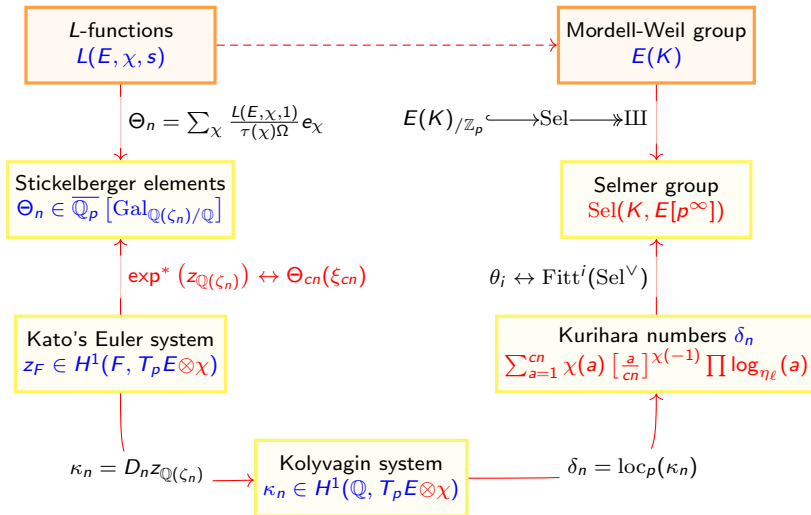 L-functions
L(E, χ, s)
Mordell-Weil group
E(K)
Θ_n = ∑_χ \frac{L(E,χ,1)}{τ(χ)Ω} e_χ
E(K)_{/ℤ_p} ↪ Sel ↠ Ш
Stickelberger elements
Θ_n ∈ \overline{ℚ_p} [Gal_{ℚ(ζ_n)/ℚ}]
Selmer group
Sel(K, E[p^∞])
exp* (z_{ℚ(ζ_n)}) ↔ Θ_{cn}(ξ_{cn})
θ_i ↔ Fitt^i(Sel^∨)
Kato's Euler system
z_F ∈ H^1(F, T_pE⊗χ)
Kurihara numbers δ_n
∑_{a=1}^{cn} χ(a) [\frac{a}{cn}]^{χ(−1)} ∏ log_{η_ℓ}(a)
κ_n = D_n z_{ℚ(ζ_n)}
Kolyvagin system
κ_n ∈ H^1(ℚ, T_pE⊗χ)
δ_n = loc_p(κ_n)